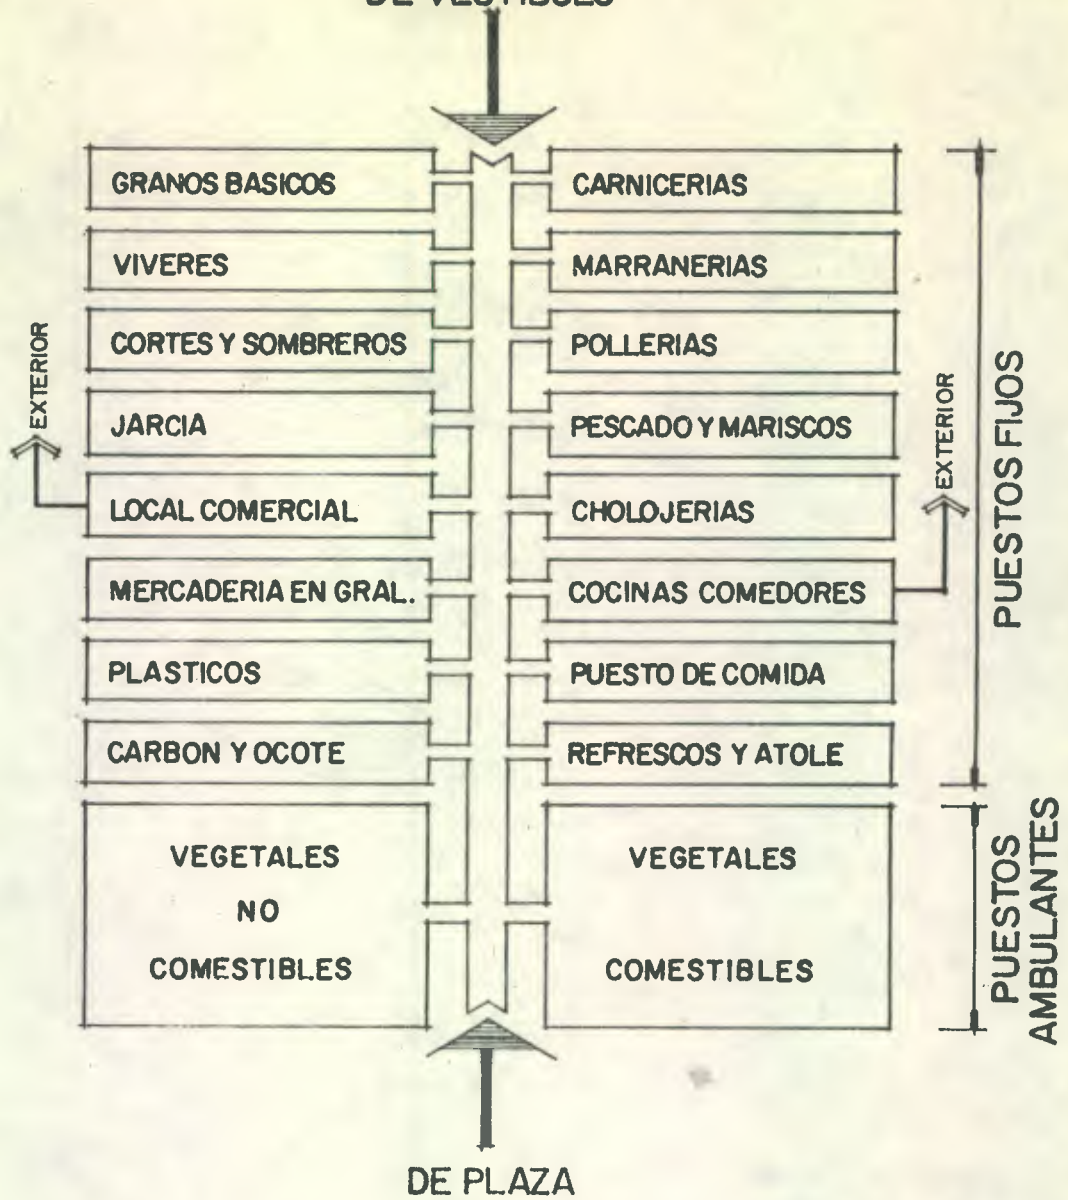 DE
GRANOS BASICOS
CARNICERIAS
VIVERES
MARRANERIAS
CORTES Y SOMBREROS
POLLERIAS
JARCIA
PESCADO Y MARISCOS
LOCAL COMERCIAL
CHOLOJERIAS
MERCADERIA EN GRAL.
COCINAS COMEDORES
PLASTICOS
PUESTO DE COMIDA
CARBON Y OCOTE
REFRESCOS Y ATOLE
VEGETALES
NO
COMESTIBLES
VEGETALES
COMESTIBLES
EXTERIOR
EXTERIOR
PUESTOS FIJOS
PUESTOS
AMBULANTES
DE PLAZA